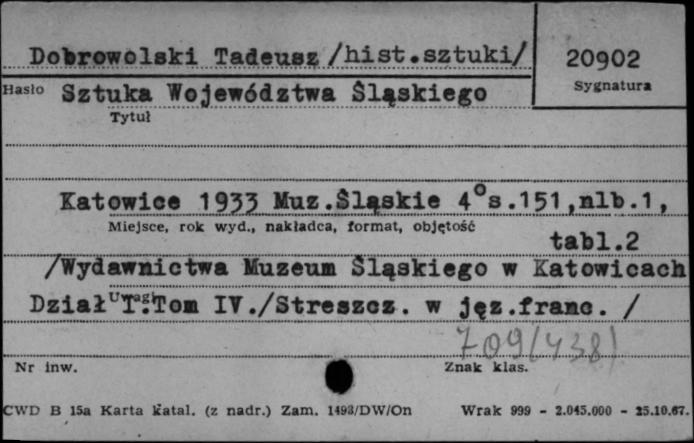 Dobrowolski Tadeusz /hist.sztuki/
20902
Sygnatura
Hasło Sztuka Województwa Śląskiego
Tytuł
Katowice 1933 Muz.Śląskie 4° s.151,nlb.1,
Miejsce, rok wyd., nakładca, format, objętość
tabl.2
/Wydawnictwa Muzeum Śląskiego w Katowicach
Uwagi
Dział T.Tom IV./Streszcz. w jęz.franc. /
709(438)
Nr inw.
Znak klas.
CWD B 15a Karta katal. (z nadr.) Zam. 1493/DW/On Wrak 999 - 2.045.000 - 25.10.67.